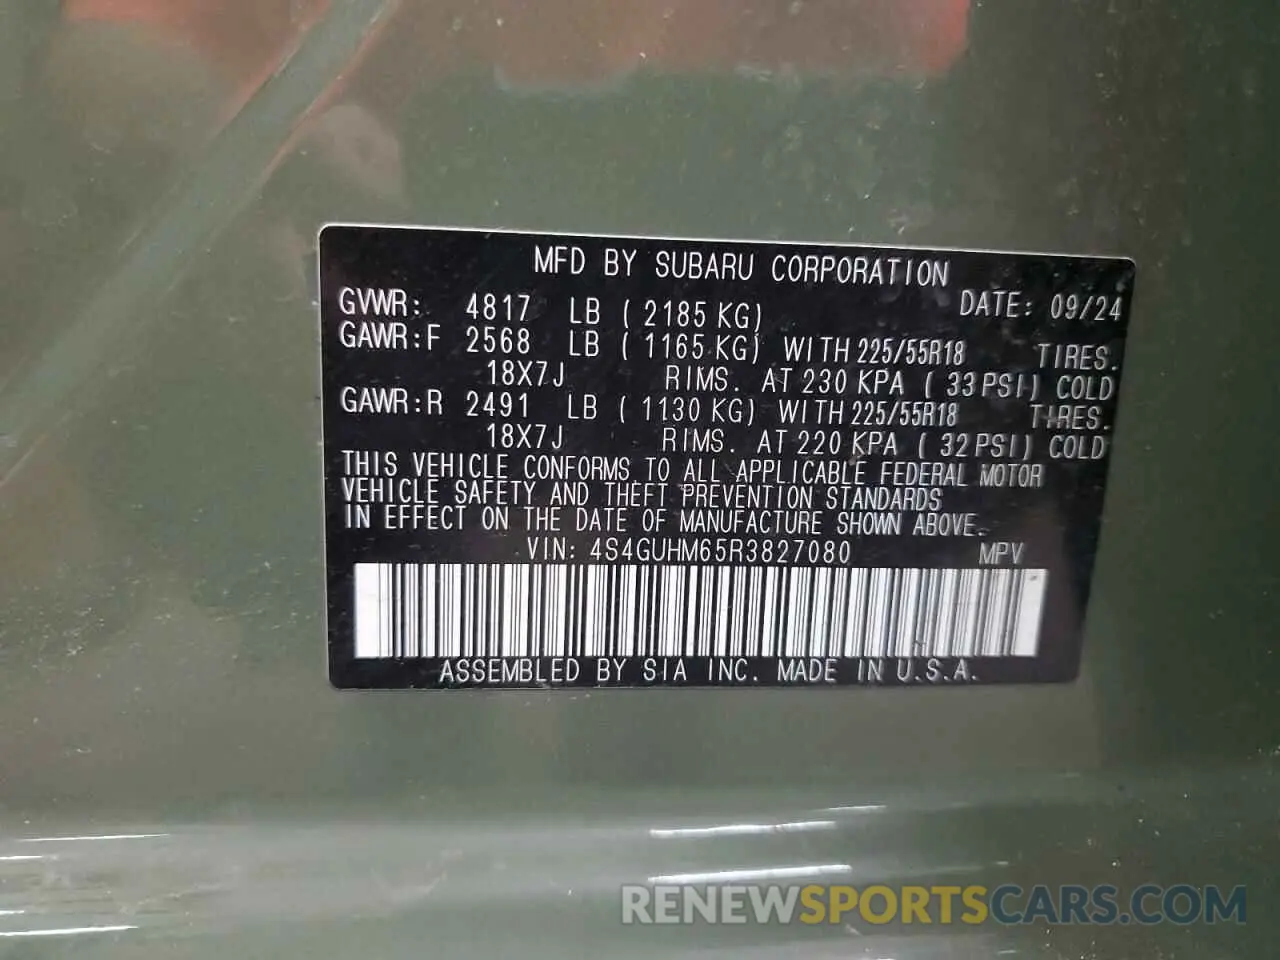 MFD BY SUBARU CORPORATION
DATE: 09/24
GVWR: 4817 LB ( 2185 KG)
GAWR:F 2568 LB ( 1165 KG) WITH 225/55R18 TIRES.
18X7J RIMS. AT 230 KPA ( 33 PSI) COLD
GAWR:R 2491 LB ( 1130 KG) WITH 225/55R18 TIRES.
18X7J RIMS. AT 220 KPA ( 32 PSI) COLD
THIS VEHICLE CONFORMS TO ALL APPLICABLE FEDERAL MOTOR
VEHICLE SAFETY AND THEFT PREVENTION STANDARDS
IN EFFECT ON THE DATE OF MANUFACTURE SHOWN ABOVE.
VIN: 4S4GUHM65R3827080 MPV
ASSEMBLED BY SIA INC. MADE IN U.S.A.
RENEWSPORTSCARS.COM